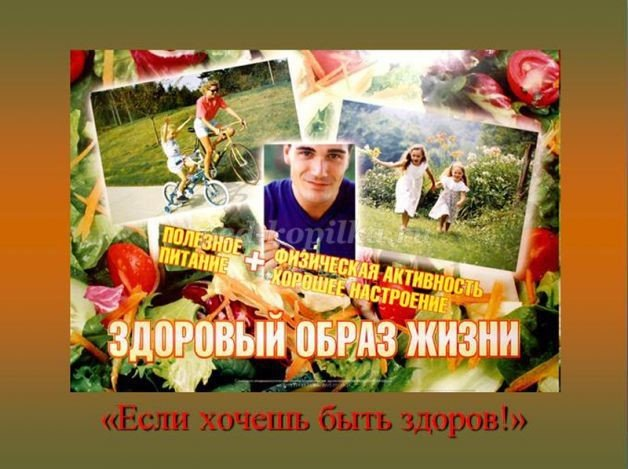 ПОЛЕЗНОЕ
ПИТАНИЕ
+
ФИЗИЧЕСКАЯ АКТИВНОСТЬ
ХОРОШЕЕ НАСТРОЕНИЕ
ЗДОРОВЫЙ ОБРАЗ ЖИЗНИ
«Если хочешь быть здоров!»